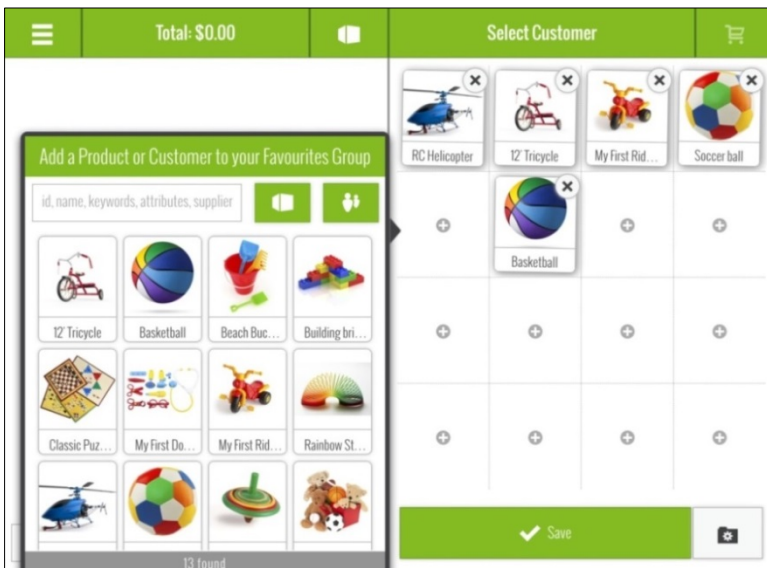 Total: $0.00
Select Customer
Add a Product or Customer to your Favourites Group
id, name, keywords, attributes, supplier
12' Tricycle
Basketball
Beach Buc...
Building bri...
Classic Puz...
My First Do...
My First Rid...
Rainbow St...
13 found
RC Helicopter
12' Tricycle
My First Rid...
Soccer ball
Basketball
Save